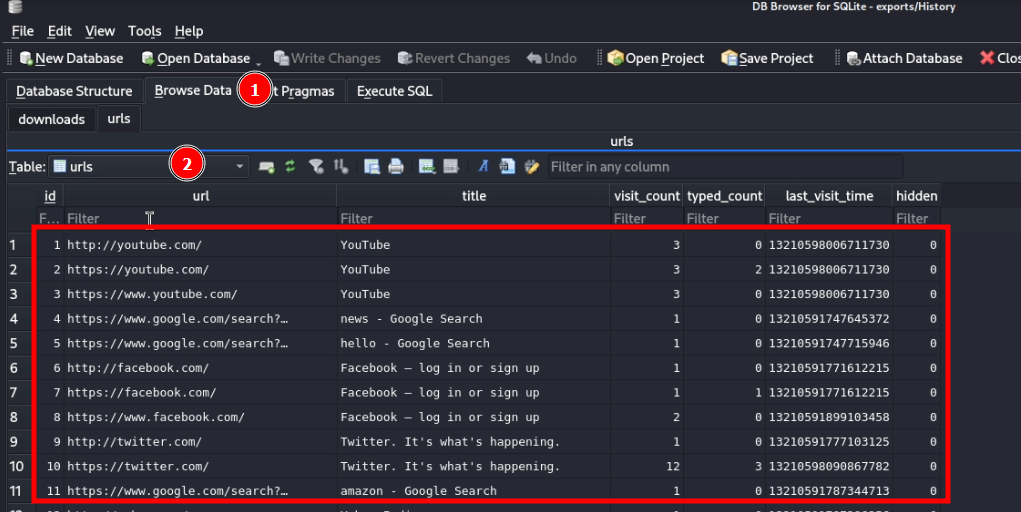 DB Browser for SQLite - exports/History
File Edit View Tools Help
New Database Open Database Write Changes Revert Changes Undo Open Project Save Project Attach Database Clos
Database Structure Browse Data 1 t Pragmas Execute SQL
downloads urls
urls
Table: urls 2 Filter in any column
id url title visit_count typed_count last_visit_time hidden
F... Filter Filter Filter Filter Filter Filter
1 1 http://youtube.com/ YouTube 3 0 13210598006711730 0
2 2 https://youtube.com/ YouTube 3 2 13210598006711730 0
3 3 https://www.youtube.com/ YouTube 3 0 13210598006711730 0
4 4 https://www.google.com/search?… news - Google Search 1 0 13210591747645372 0
5 5 https://www.google.com/search?… hello - Google Search 1 0 13210591747715946 0
6 6 http://facebook.com/ Facebook – log in or sign up 1 0 13210591771612215 0
7 7 https://facebook.com/ Facebook – log in or sign up 1 1 13210591771612215 0
8 8 https://www.facebook.com/ Facebook – log in or sign up 2 0 13210591899103458 0
9 9 http://twitter.com/ Twitter. It's what's happening. 1 0 13210591777103125 0
10 10 https://twitter.com/ Twitter. It's what's happening. 12 3 13210598090867782 0
11 11 https://www.google.com/search?… amazon - Google Search 1 0 13210591787344713 0